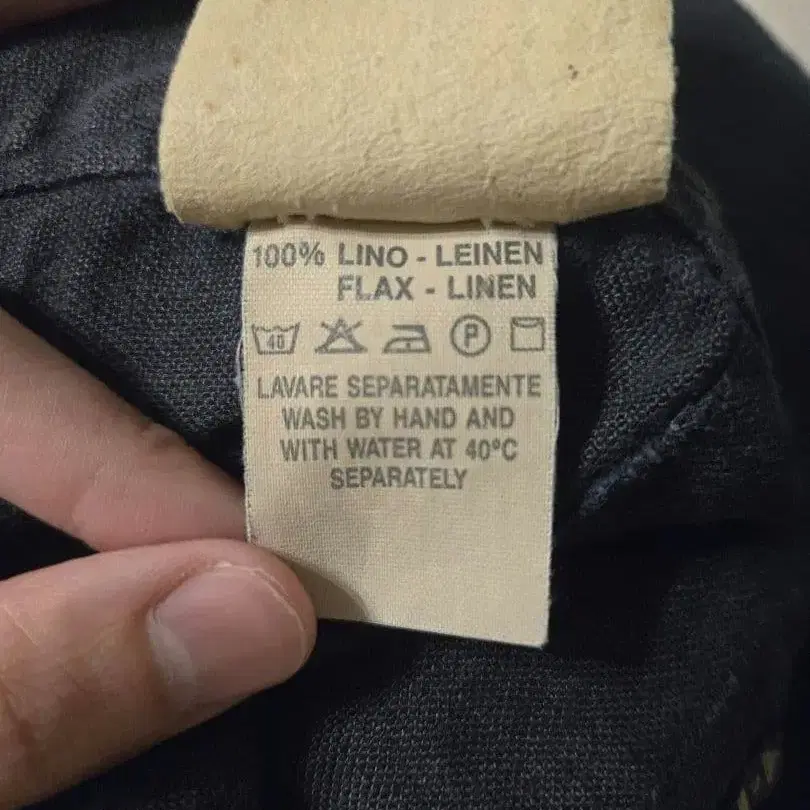 100% LINO - LEINEN
FLAX - LINEN
40 P
LAVARE SEPARATAMENTE
WASH BY HAND AND
WITH WATER AT 40°C
SEPARATELY